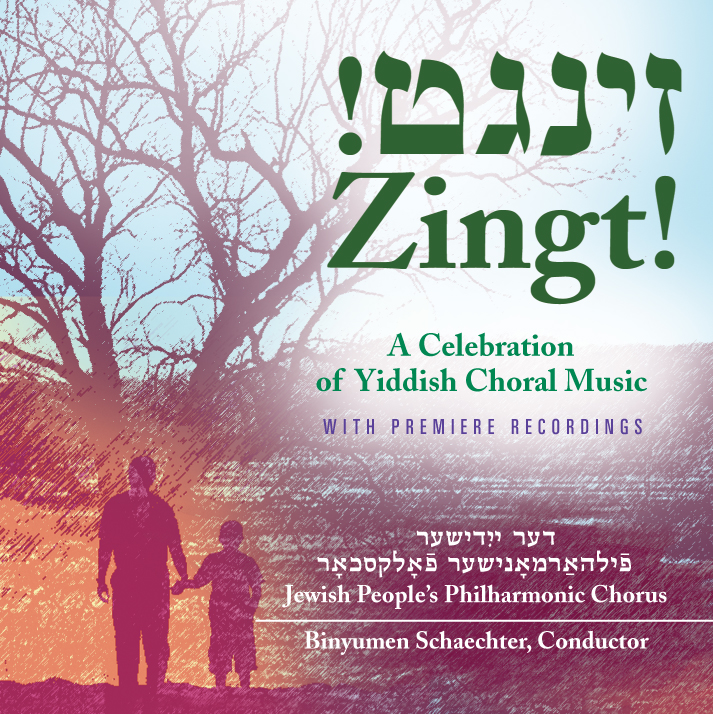 זינגט!
Zingt!
A Celebration
of Yiddish Choral Music
WITH PREMIERE RECORDINGS
דער ייִדישער
פֿילהאַרמאָנישער פֿאָלקסכאָר
Jewish People's Philharmonic Chorus
Binyumen Schaechter, Conductor